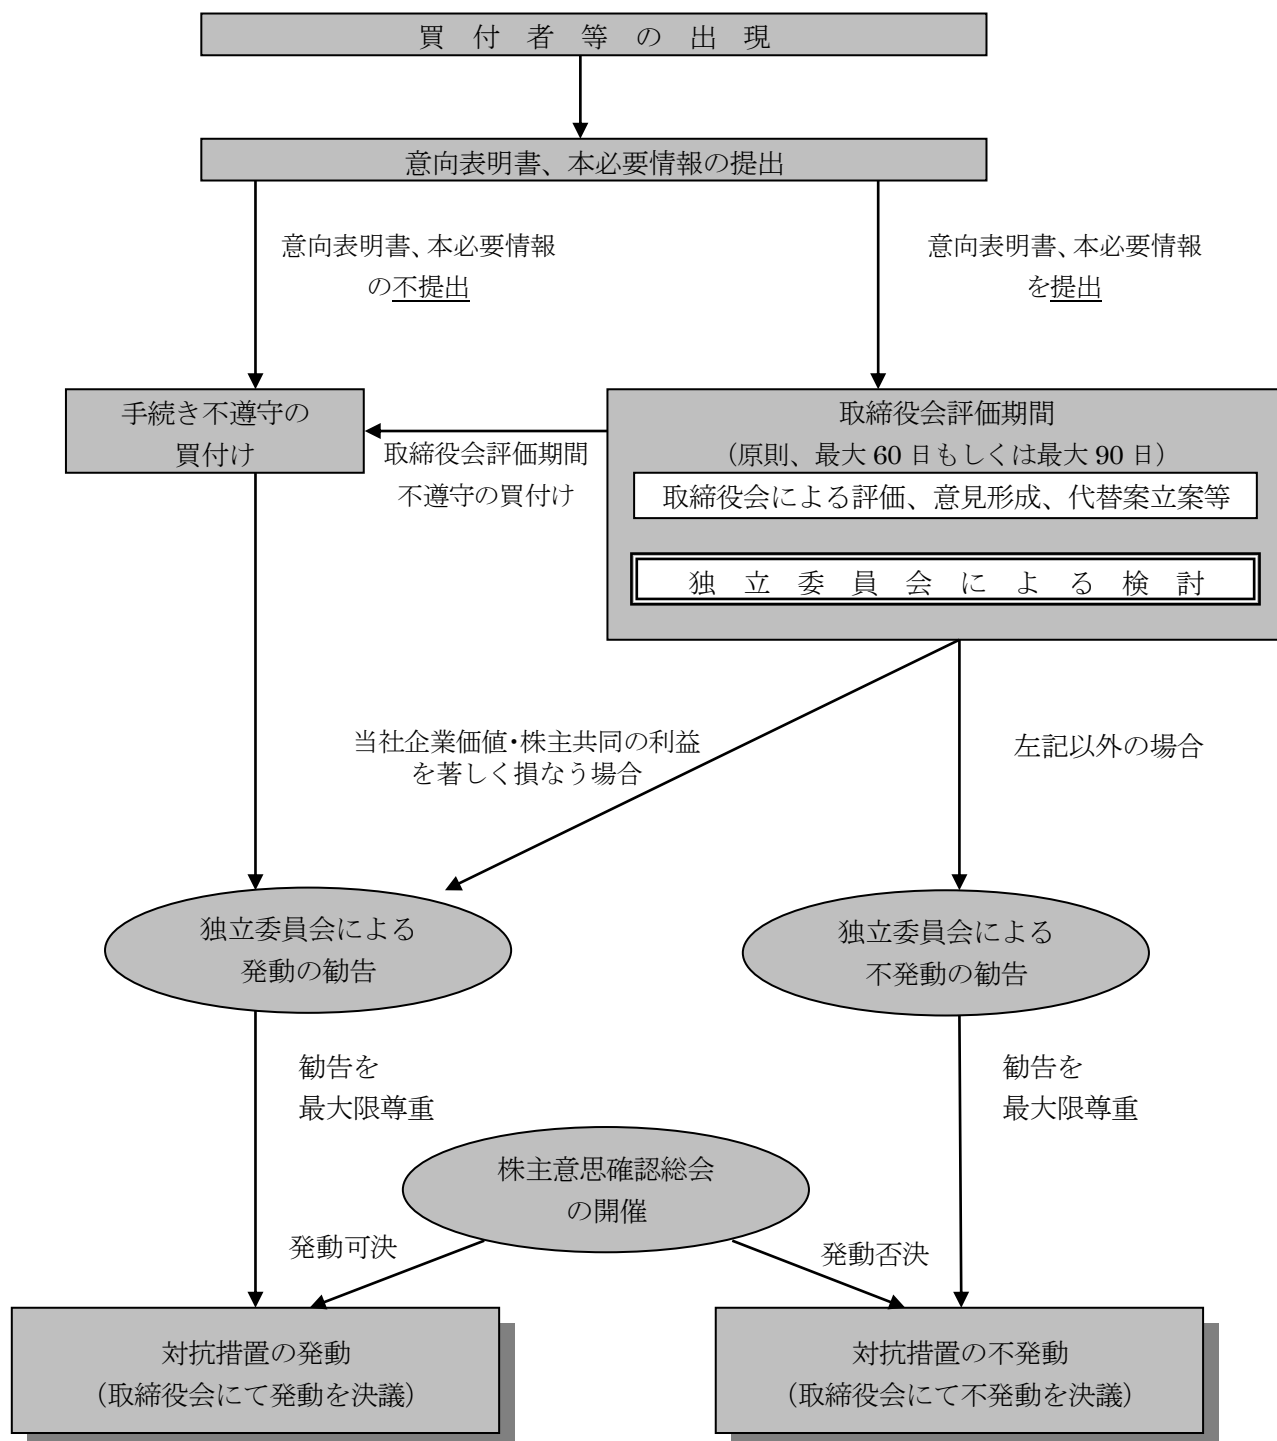 買付者等の出現
意向表明書、本必要情報の提出
意向表明書、本必要情報
の不提出
意向表明書、本必要情報
を提出
手続き不遵守の
買付け
取締役会評価期間
不遵守の買付け
取締役会評価期間
（原則、最大 60 日もしくは最大 90 日）
取締役会による評価、意見形成、代替案立案等
独立委員会による検討
当社企業価値・株主共同の利益
を著しく損なう場合
左記以外の場合
独立委員会による
発動の勧告
独立委員会による
不発動の勧告
勧告を
最大限尊重
勧告を
最大限尊重
株主意思確認総会
の開催
発動可決
発動否決
対抗措置の発動
（取締役会にて発動を決議）
対抗措置の不発動
（取締役会にて不発動を決議）